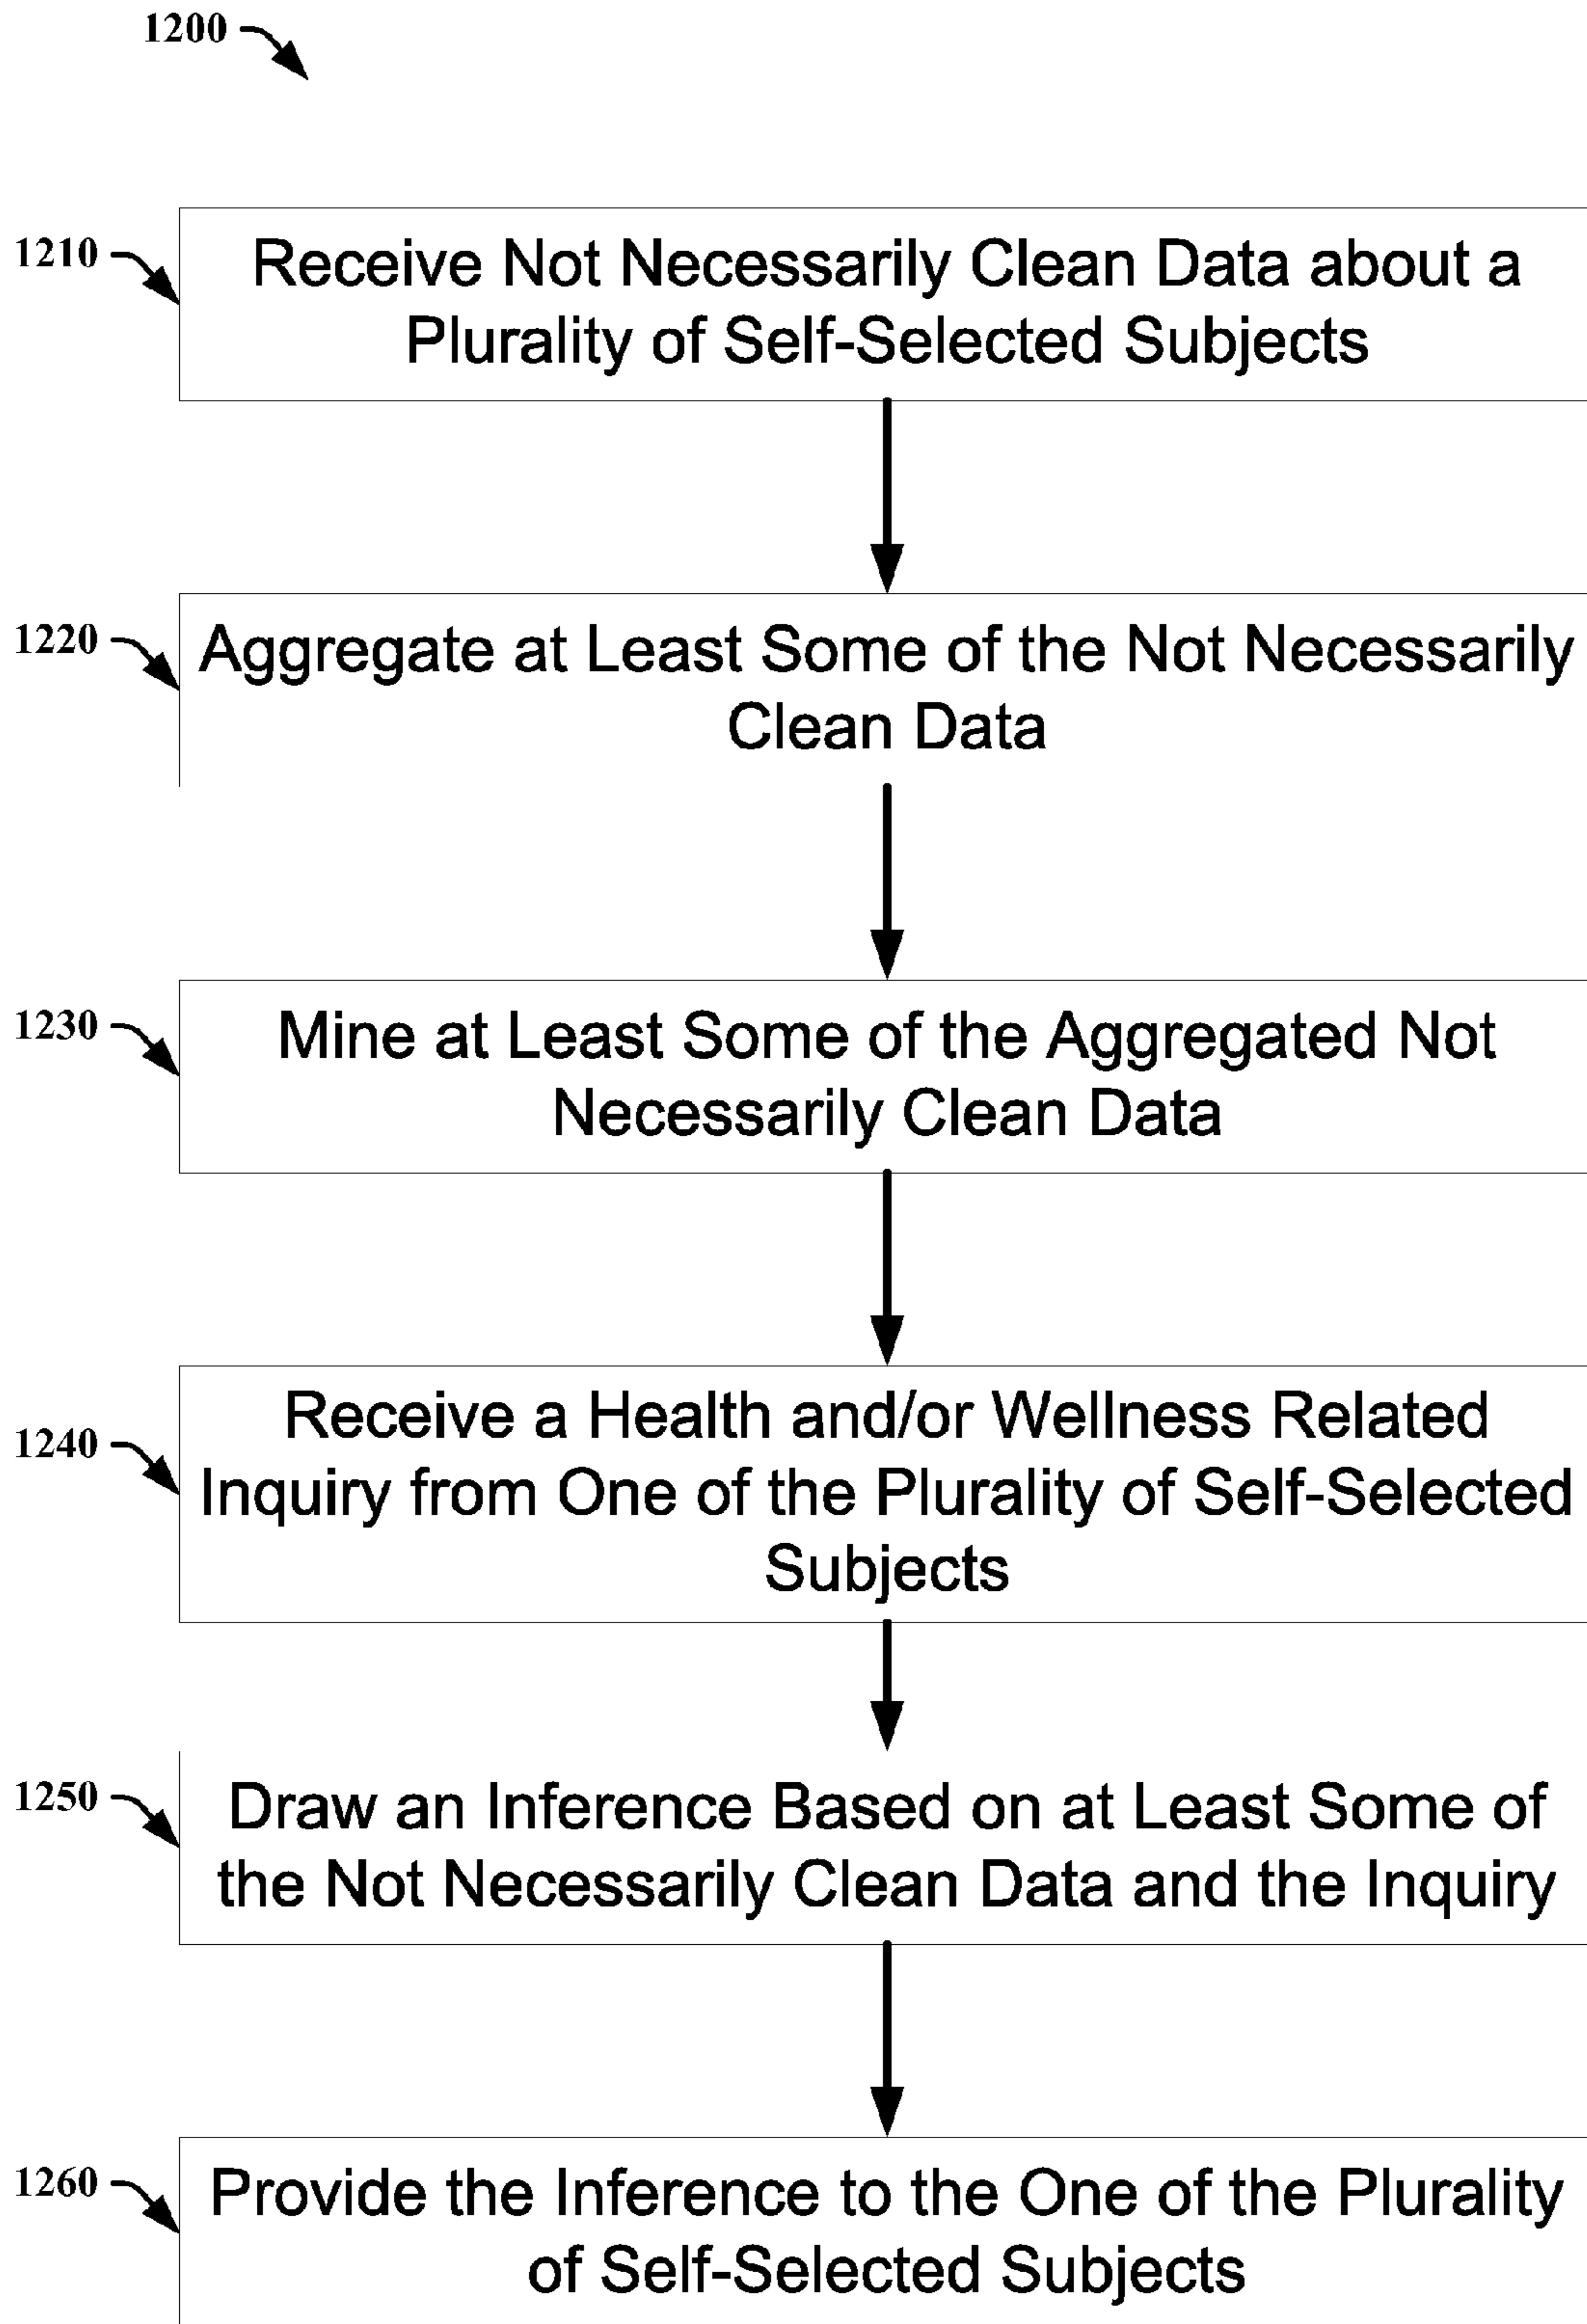 1200
1210
Receive Not Necessarily Clean Data about a
Plurality of Self-Selected Subjects
1220
Aggregate at Least Some of the Not Necessarily
Clean Data
1230
Mine at Least Some of the Aggregated Not
Necessarily Clean Data
1240
Receive a Health and/or Wellness Related
Inquiry from One of the Plurality of Self-Selected
Subjects
1250
Draw an Inference Based on at Least Some of
the Not Necessarily Clean Data and the Inquiry
1260
Provide the Inference to the One of the Plurality
of Self-Selected Subjects